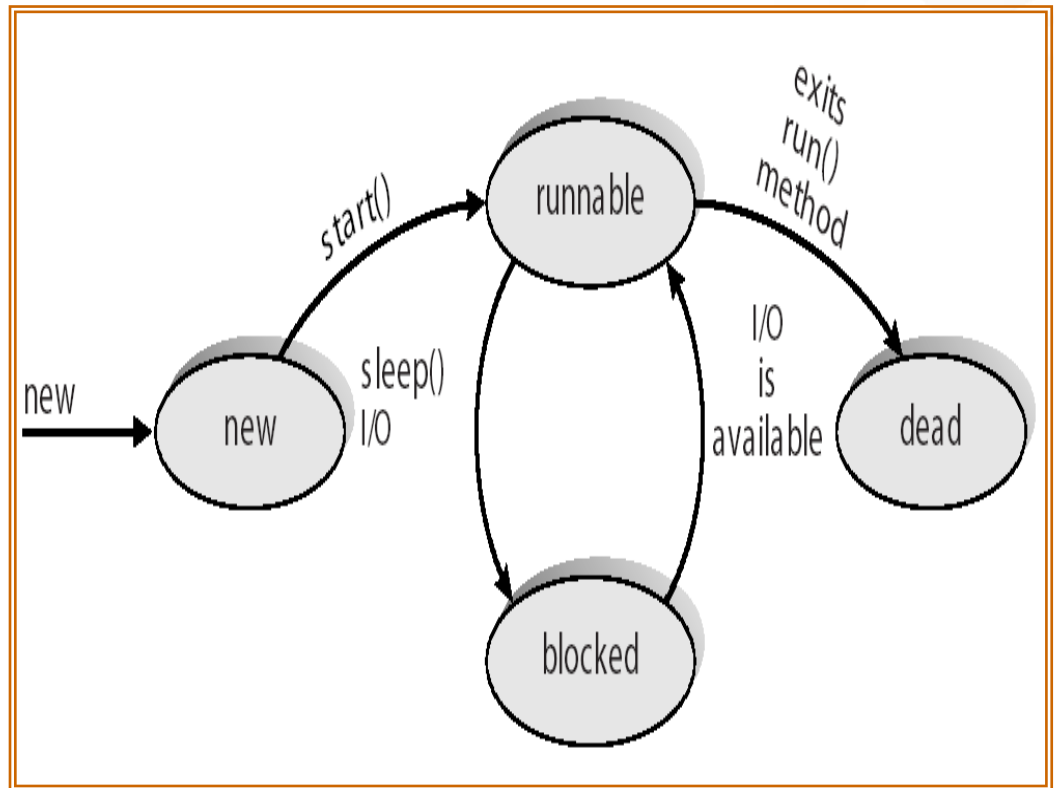 exits
run()
method
runnable
start()
I/O
is
available
sleep()
I/O
new
new
dead
blocked